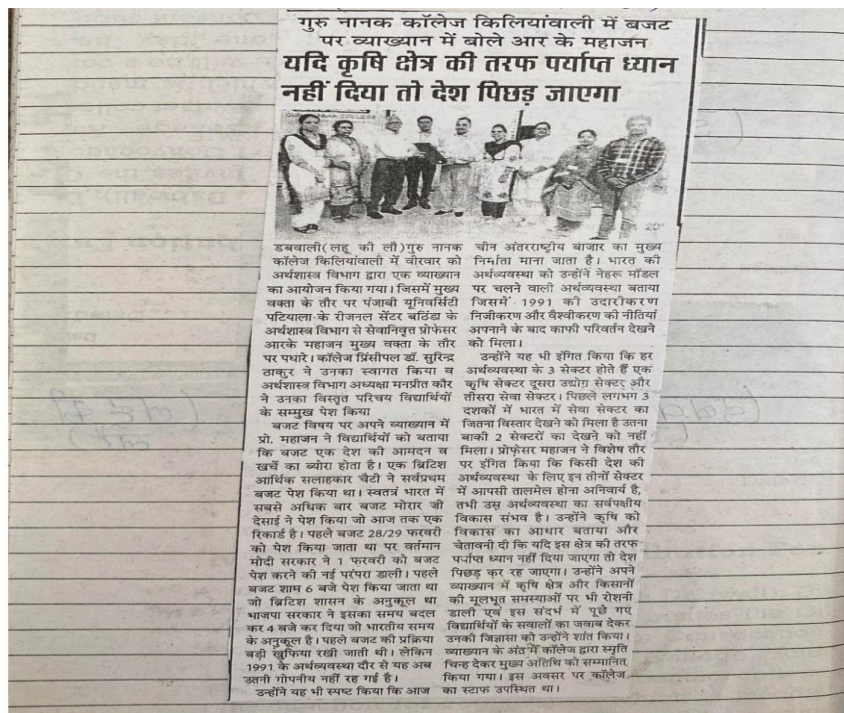 गुरु नानक कॉलेज किलियांवाली में बजट
पर व्याख्यान में बोले आर के महाजन
यदि कृषि क्षेत्र की तरफ पर्याप्त ध्यान
नहीं दिया तो देश पिछड़ जाएगा
डबवाली(लहू की लौ)गुरु नानक
कॉलेज किलियांवाली में वीरवार को
अर्थशास्त्र विभाग द्वारा एक व्याख्यान
का आयोजन किया गया। जिसमें मुख्य
वक्ता के तौर पर पंजाबी यूनिवर्सिटी
पटियाला के रीजनल सेंटर बठिंडा के
अर्थशास्त्र विभाग से सेवानिवृत्त प्रोफेसर
आरके महाजन मुख्य वक्ता के तौर
पर पधारे। कॉलेज प्रिंसीपल डॉ. सुरिन्द्र
ठाकुर ने उनका स्वागत किया व
अर्थशास्त्र विभाग अध्यक्षा मनप्रीत कौर
ने उनका विस्तृत परिचय विद्यार्थियों
के सम्मुख पेश किया
बजट विषय पर अपने व्याख्यान में
प्रो. महाजन ने विद्यार्थियों को बताया
कि बजट एक देश की आमदन व
खर्चे का ब्योरा होता है। एक ब्रिटिश
आर्थिक सलाहकार चैटी ने सर्वप्रथम
बजट पेश किया था। स्वतत्रं भारत में
सबसे अधिक बार बजट मोरार जी
देसाई ने पेश किया जो आज तक एक
रिकार्ड है। पहले बजट 28/29 फरवरी
को पेश किया जाता था पर वर्तमान
मोदी सरकार ने 1 फरवरी को बजट
पेश करने की नई परंपरा डाली। पहले
बजट शाम 6 बजे पेश किया जाता था
जो ब्रिटिश शासन के अनुकूल था
भाजपा सरकार ने इसका समय बदल
कर 4 बजे कर दिया जो भारतीय समय
के अनुकूल है। पहले बजट की प्रक्रिया
बड़ी खुफिया रखी जाती थी। लेकिन
1991 के अर्थव्यवस्था दौर से यह अब
उतनी गोपनीय नहीं रह गई है।
उन्होंने यह भी स्पष्ट किया कि आज
चीन अंतरराष्ट्रीय बाजार का मुख्य
निर्माता माना जाता है। भारत की
अर्थव्यवस्था को उन्होंने नेहरू मॉडल
पर चलने वाली अर्थव्यवस्था बताया
जिसमें 1991 की उदारीकरण
निजीकरण और वैश्वीकरण की नीतियां
अपनाने के बाद काफी परिवर्तन देखने
को मिला।
उन्होंने यह भी इंगित किया कि हर
अर्थव्यवस्था के 3 सेक्टर होते हैं एक
कृषि सेक्टर दूसरा उद्योग सेक्टर और
तीसरा सेवा सेक्टर। पिछले लगभग 3
दशकों में भारत में सेवा सेक्टर का
जितना विस्तार देखने को मिला है उतना
बाकी 2 सेक्टरों का देखने को नहीं
मिला। प्रोफेसर महाजन ने विशेष तौर
पर इंगित किया कि किसी देश की
अर्थव्यवस्था के लिए इन तीनों सेक्टर
में आपसी तालमेल होना अनिवार्य है,
तभी उस अर्थव्यवस्था का सर्वपक्षीय
विकास संभव है। उन्होंने कृषि को
विकास का आधार बताया और
चेतावनी दी कि यदि इस क्षेत्र की तरफ
पर्याप्त ध्यान नहीं दिया जाएगा तो देश
पिछड़ कर रह जाएगा। उन्होंने अपने
व्याख्यान में कृषि क्षेत्र और किसानों
की मूलभूत समस्याओं पर भी रोशनी
डाली एवं इस संदर्भ में पूछे गए
विद्यार्थियों के सवालों का जवाब देकर
उनकी जिज्ञासा को उन्होंने शांत किया।
व्याख्यान के अंत में कॉलेज द्वारा स्मृति
चिन्ह देकर मुख्य अतिथि को सम्मानित
किया गया। इस अवसर पर कॉलेज
का स्टाफ उपस्थित था।